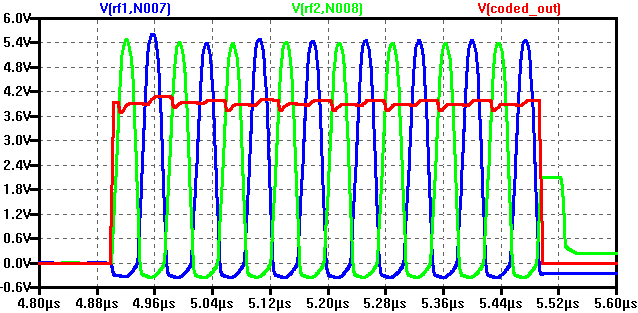 V(rf1,N007) V(rf2,N008) V(coded_out)
6.0V
5.4V
4.8V
4.2V
3.6V
3.0V
2.4V
1.8V
1.2V
0.6V
0.0V
-0.6V
4.80µs 4.88µs 4.96µs 5.04µs 5.12µs 5.20µs 5.28µs 5.36µs 5.44µs 5.52µs 5.60µs